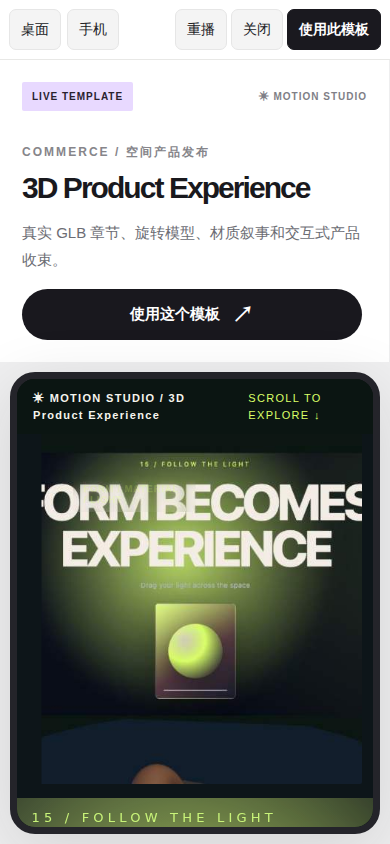 桌面 手机 重播 关闭 使用此模板
LIVE TEMPLATE ✷ MOTION STUDIO
COMMERCE / 空间产品发布
3D Product Experience
真实 GLB 章节、旋转模型、材质叙事和交互式产品
收束。
使用这个模板 ↗
✷ MOTION STUDIO / 3D
Product Experience
SCROLL TO
EXPLORE ↓
15 / FOLLOW THE LIGHT
FORM BECOMES
EXPERIENCE
Drag your light across the space
15 / FOLLOW THE LIGHT